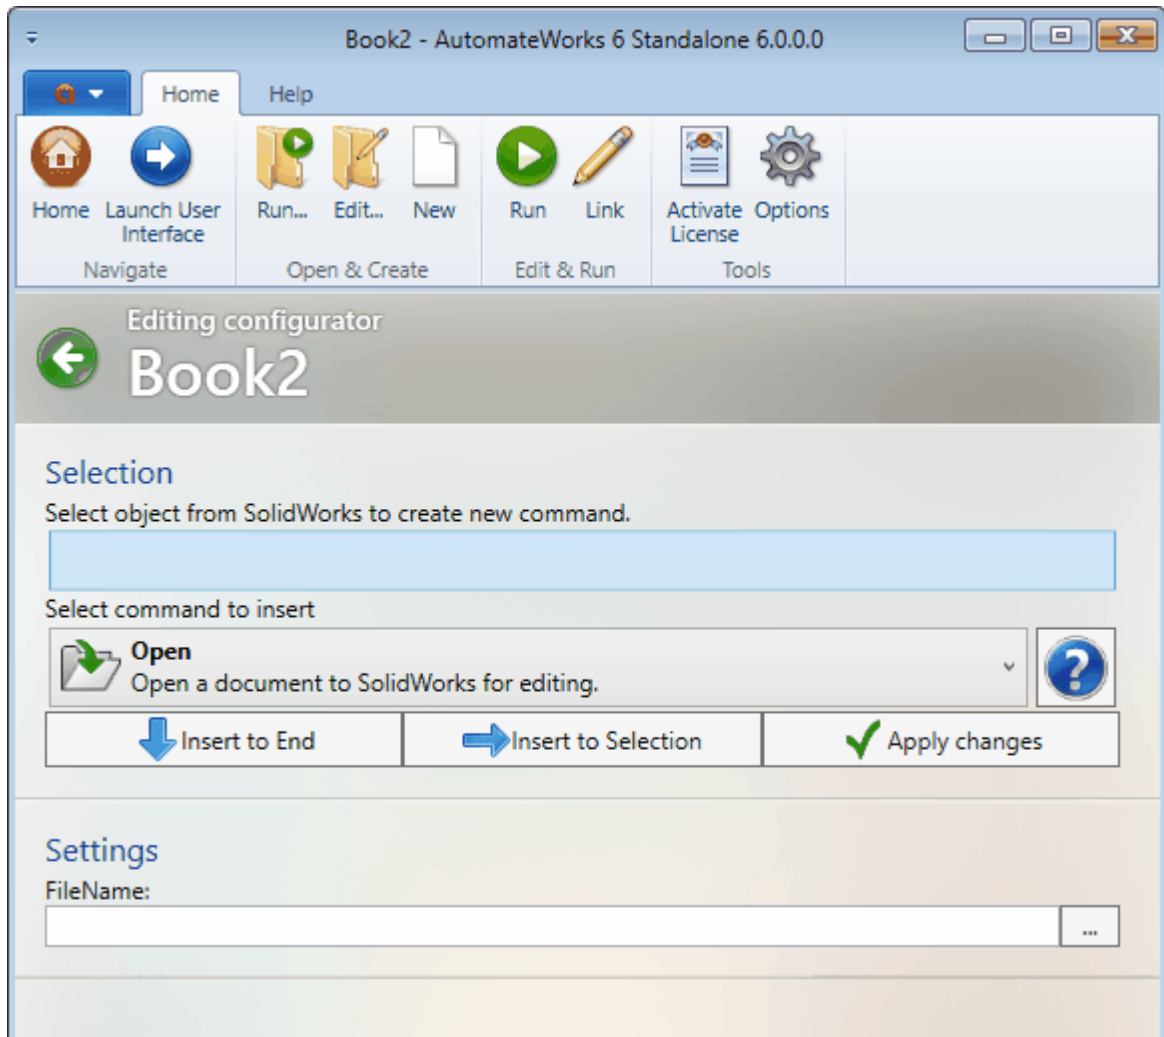 Book2 - AutomateWorks 6 Standalone 6.0.0.0
Home Help
Home Launch User Interface Run... Edit... New Run Link Activate License Options
Navigate Open & Create Edit & Run Tools
Editing configurator
Book2
Selection
Select object from SolidWorks to create new command.
Select command to insert
Open
Open a document to SolidWorks for editing.
Insert to End Insert to Selection Apply changes
Settings
FileName:
...